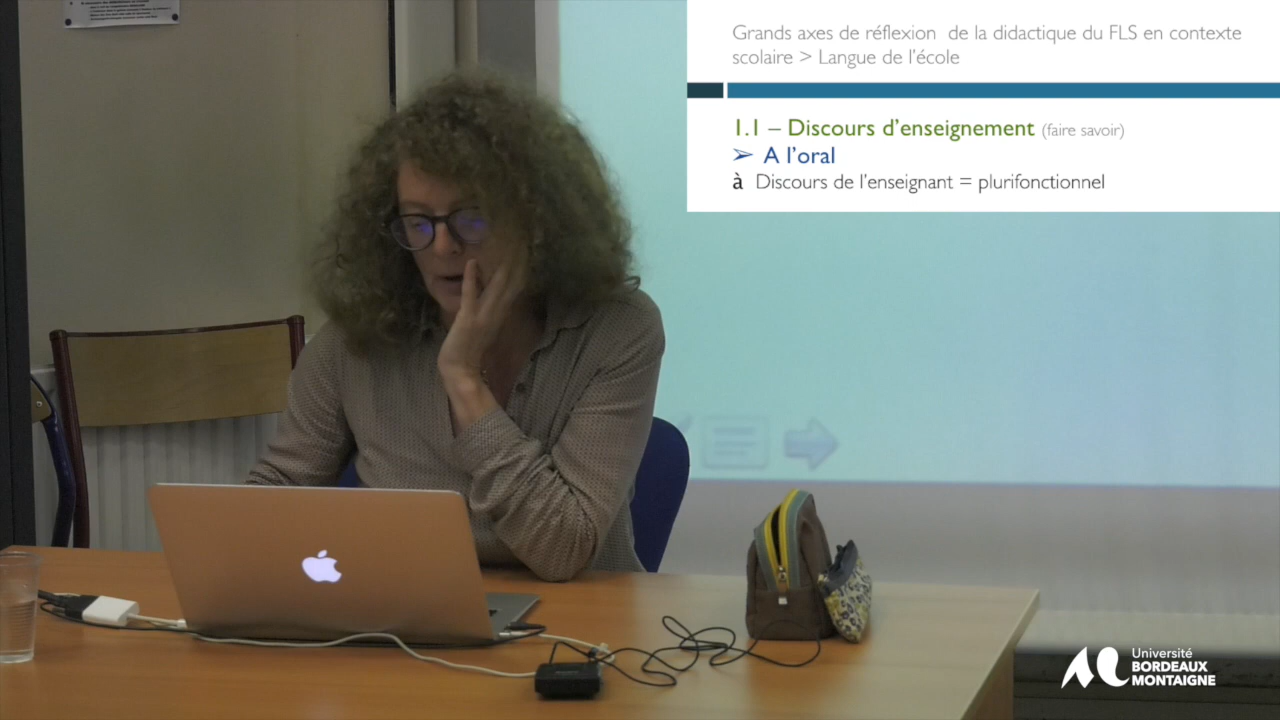 Grands axes de réflexion de la didactique du FLS en contexte
scolaire > Langue de l'école
1.1 – Discours d'enseignement (faire savoir)
➢ A l'oral
à Discours de l'enseignant = plurifonctionnel
Université
BORDEAUX
MONTAIGNE